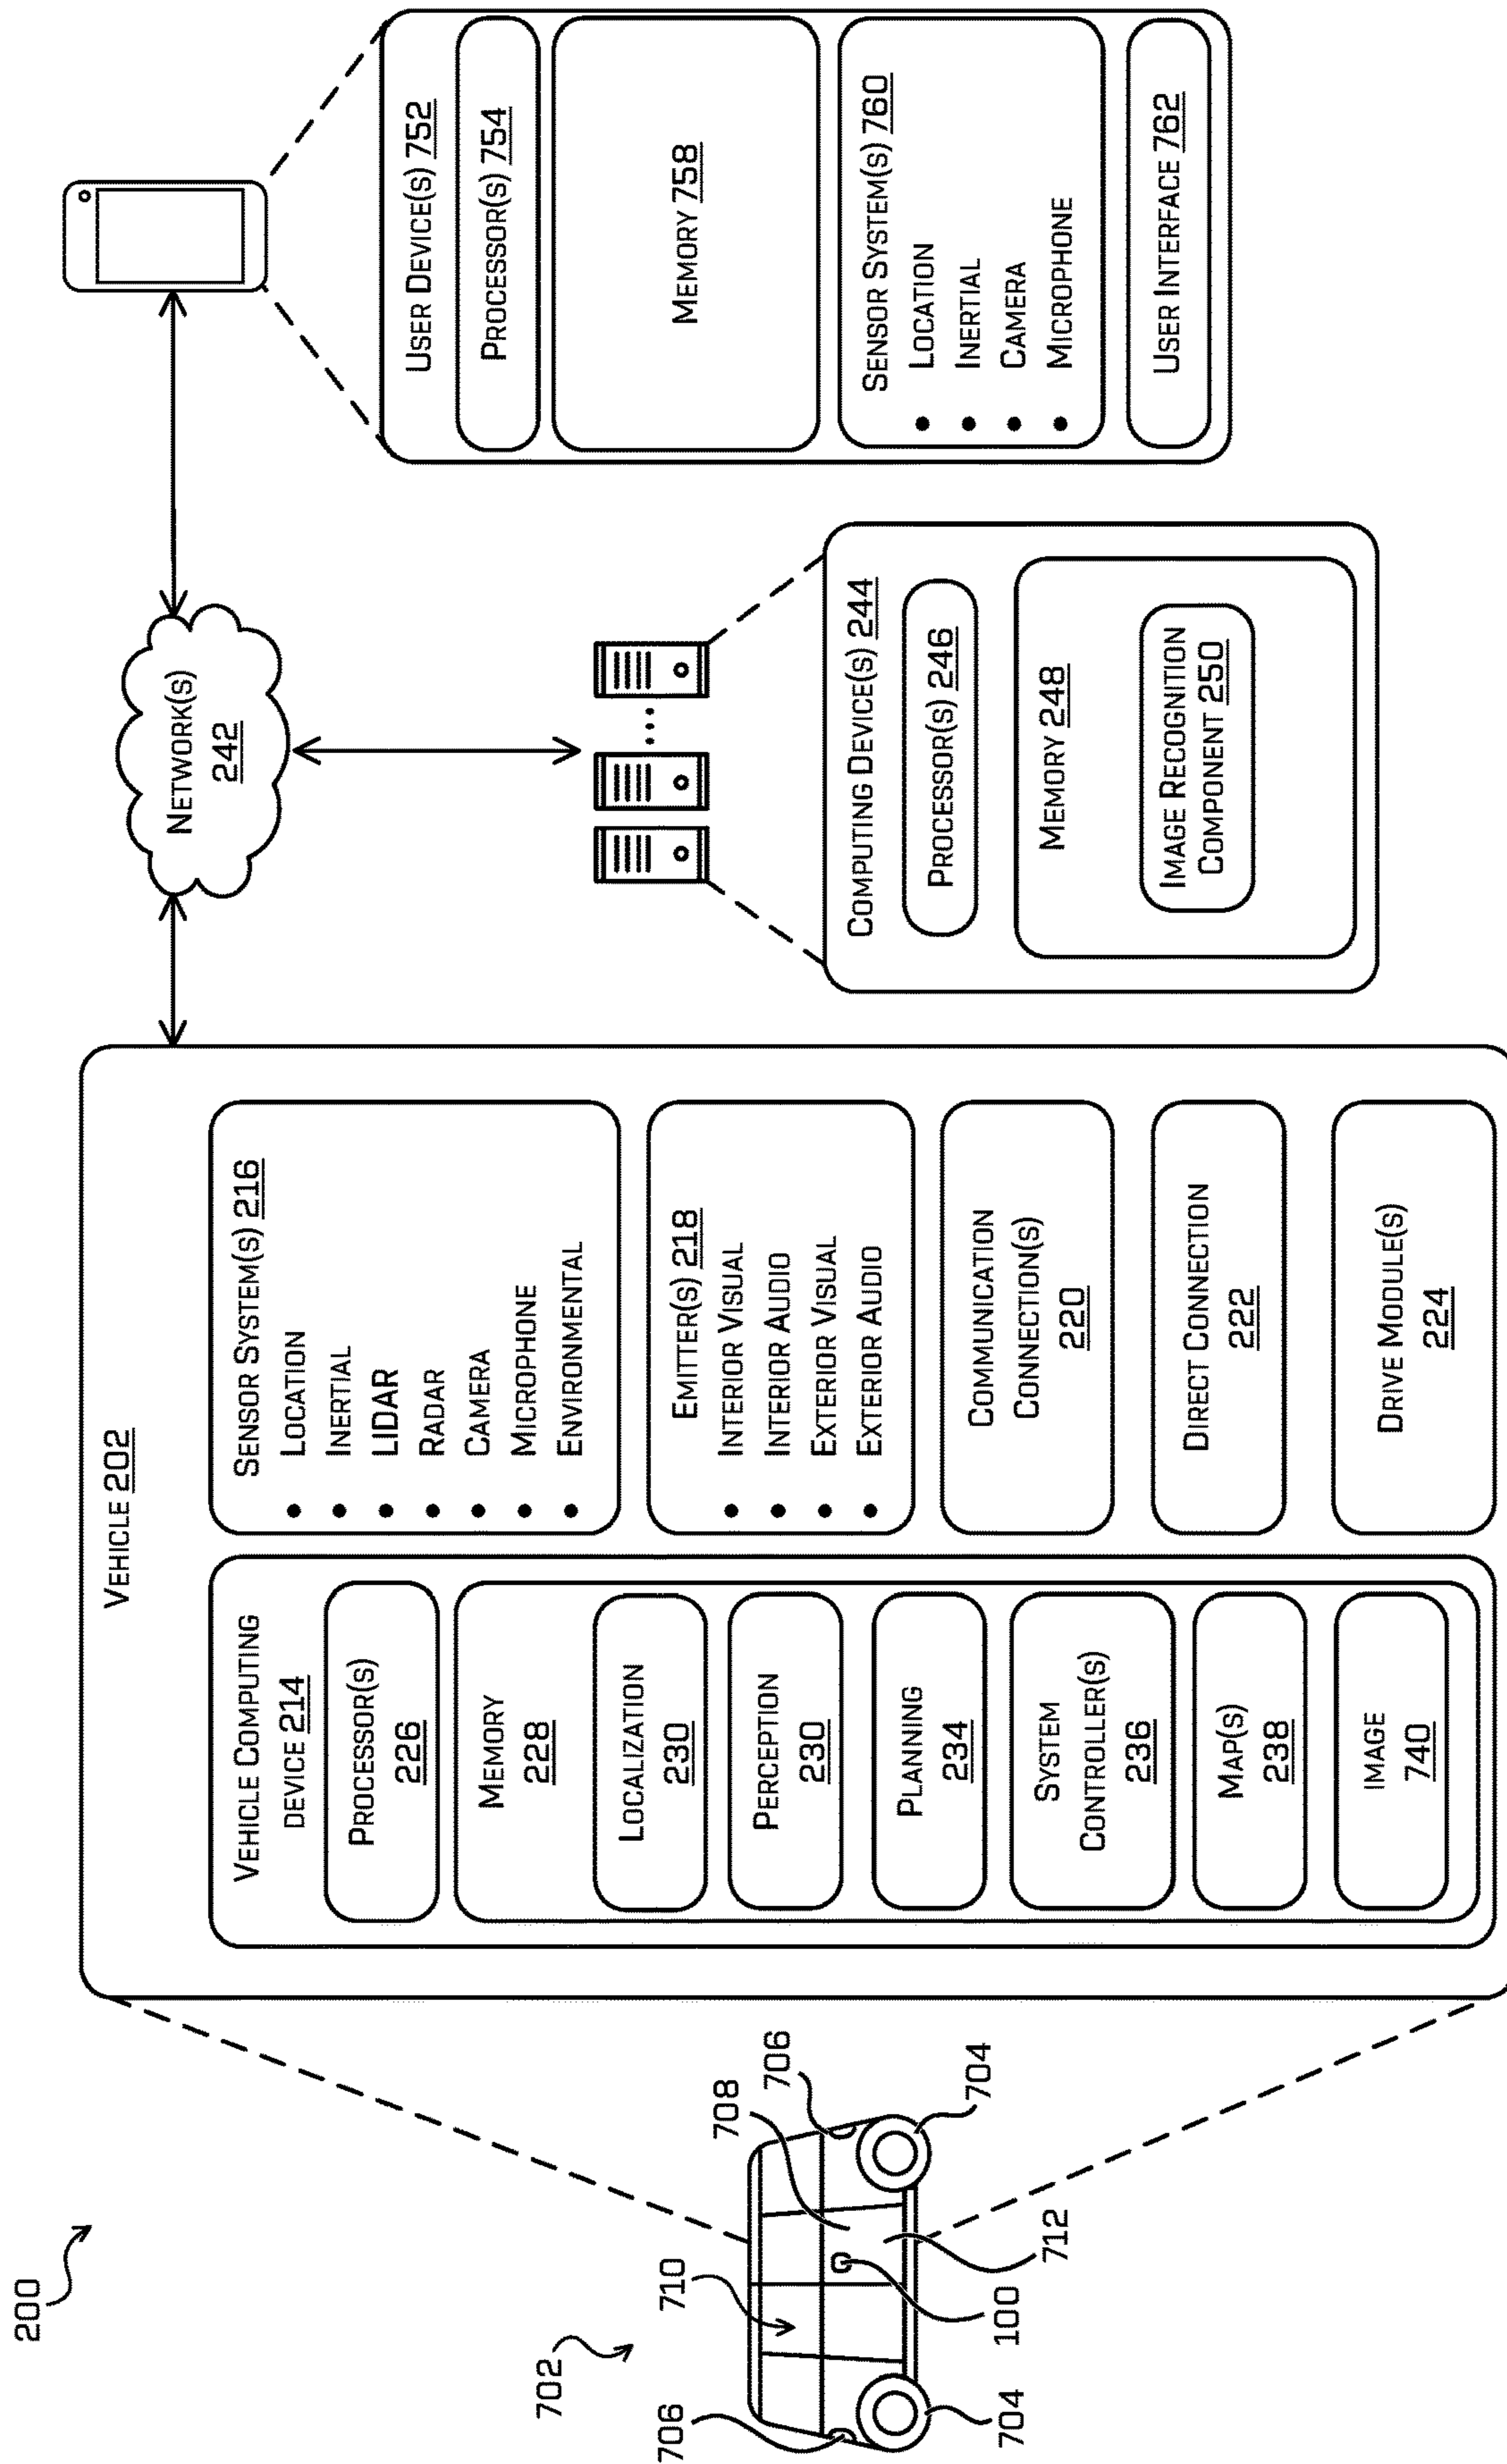 200
702
706
710
708
706
704
100
712
704
VEHICLE 202
VEHICLE COMPUTING
DEVICE 214
PROCESSOR(S)
226
MEMORY
228
LOCALIZATION
230
PERCEPTION
230
PLANNING
234
SYSTEM
CONTROLLER(S)
236
MAP(S)
238
IMAGE
740
SENSOR SYSTEM(S) 216
• LOCATION
• INERTIAL
• LIDAR
• RADAR
• CAMERA
• MICROPHONE
• ENVIRONMENTAL
EMITTER(S) 218
• INTERIOR VISUAL
• INTERIOR AUDIO
• EXTERIOR VISUAL
• EXTERIOR AUDIO
COMMUNICATION
CONNECTION(S)
220
DIRECT CONNECTION
222
DRIVE MODULE(S)
224
NETWORK(S)
242
COMPUTING DEVICE(S) 244
PROCESSOR(S) 246
MEMORY 248
IMAGE RECOGNITION
COMPONENT 250
USER DEVICE(S) 752
PROCESSOR(S) 754
MEMORY 758
SENSOR SYSTEM(S) 760
• LOCATION
• INERTIAL
• CAMERA
• MICROPHONE
USER INTERFACE 762